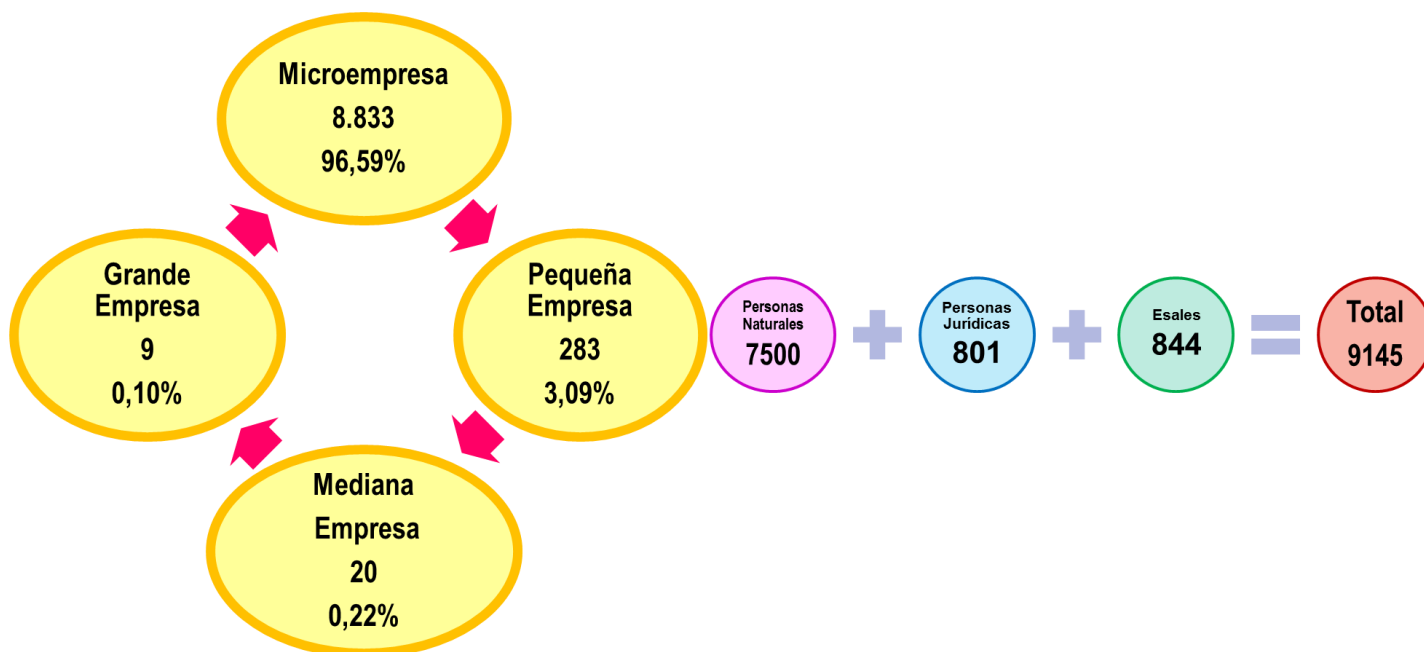 Microempresa
8.833
96,59%
Pequeña
Empresa
283
3,09%
Mediana
Empresa
20
0,22%
Grande
Empresa
9
0,10%
Personas
Naturales
7500
Personas
Jurídicas
801
Esales
844
Total
9145